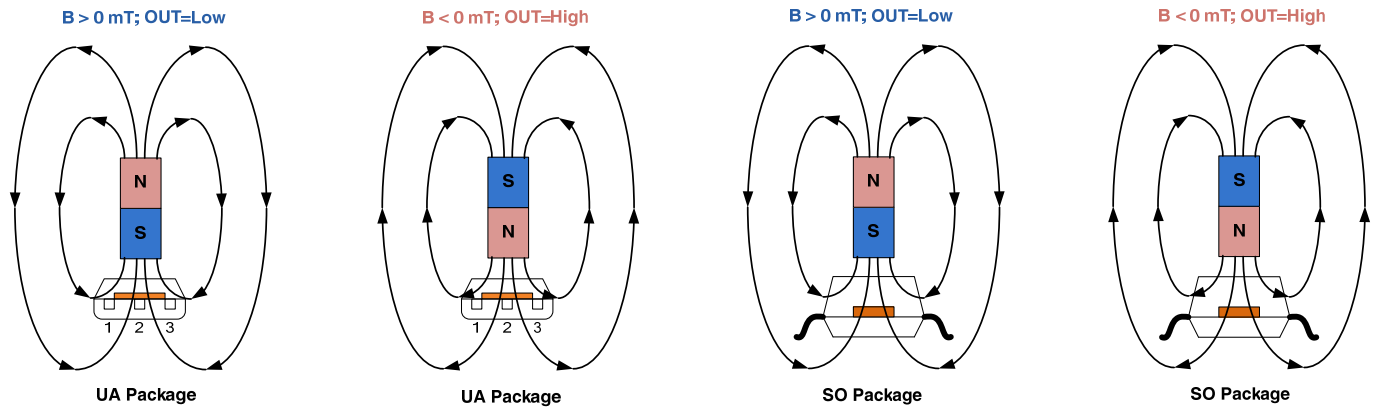 B > 0 mT; OUT=Low
B < 0 mT; OUT=High
B > 0 mT; OUT=Low
B < 0 mT; OUT=High
N
S
S
N
N
S
S
N
1 2 3
1 2 3
UA Package
UA Package
SO Package
SO Package